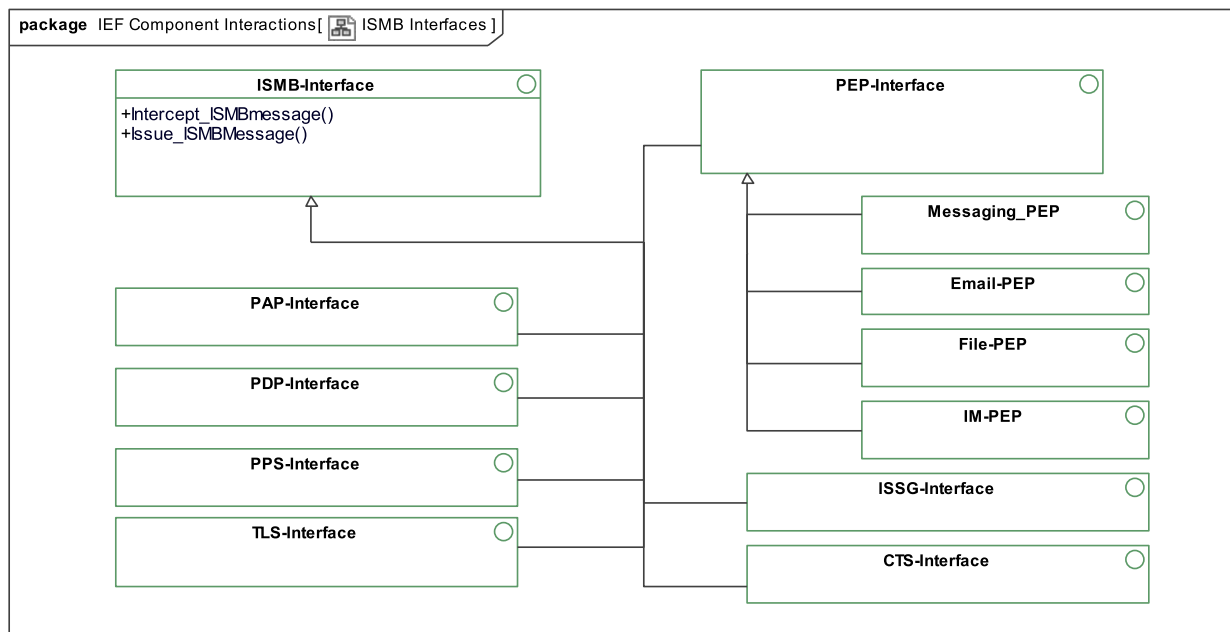 package IEF Component Interactions[ ISMB Interfaces ]
ISMB-Interface
+Intercept_ISMBmessage()
+Issue_ISMBMessage()
PEP-Interface
Messaging_PEP
Email-PEP
File-PEP
IM-PEP
PAP-Interface
PDP-Interface
PPS-Interface
TLS-Interface
ISSG-Interface
CTS-Interface